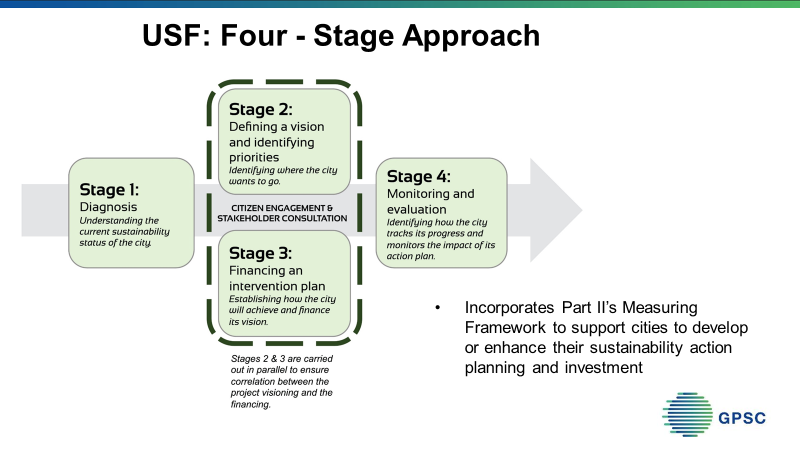 USF: Four - Stage Approach
Stage 1:
Diagnosis
Understanding the
current sustainability
status of the city.
Stage 2:
Defining a vision
and identifying
priorities
Identifying where the city
wants to go.
CITIZEN ENGAGEMENT &
STAKEHOLDER CONSULTATION
Stage 3:
Financing an
intervention plan
Establishing how the city
will achieve and finance
its vision.
Stages 2 & 3 are carried
out in parallel to ensure
correlation between the
project visioning and the
financing.
Stage 4:
Monitoring and
evaluation
Identifying how the city
tracks its progress and
monitors the impact of its
action plan.
• Incorporates Part II's Measuring
Framework to support cities to develop
or enhance their sustainability action
planning and investment
GPSC